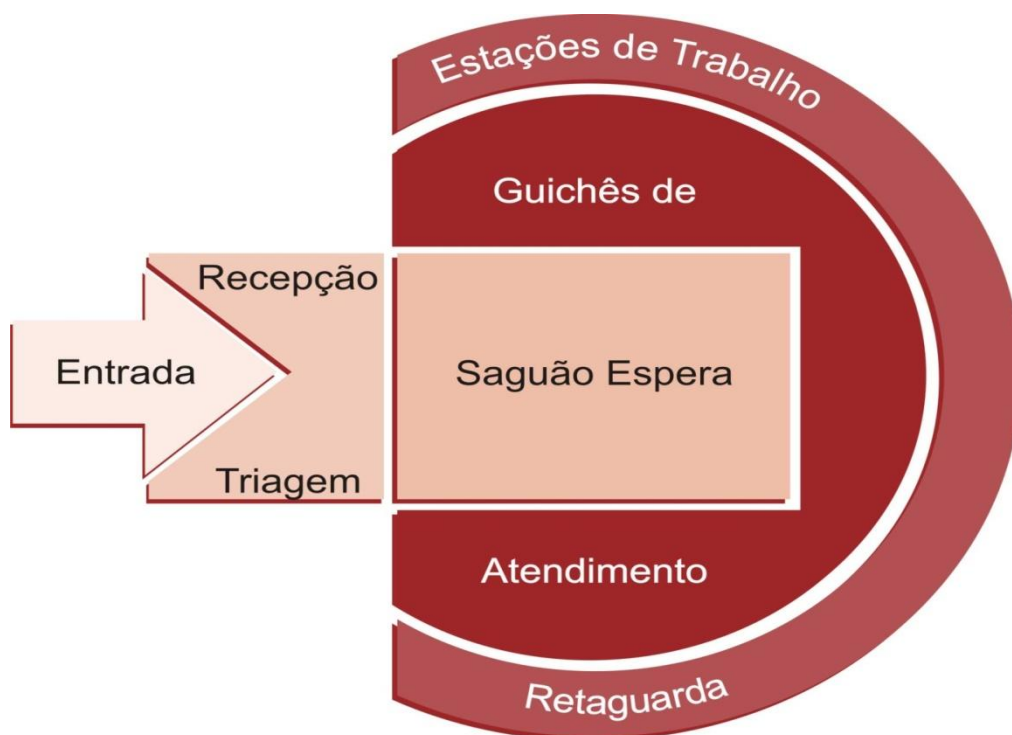 Estações de Trabalho
Guichês de
Recepção
Entrada
Saguão Espera
Triagem
Atendimento
Retaguarda